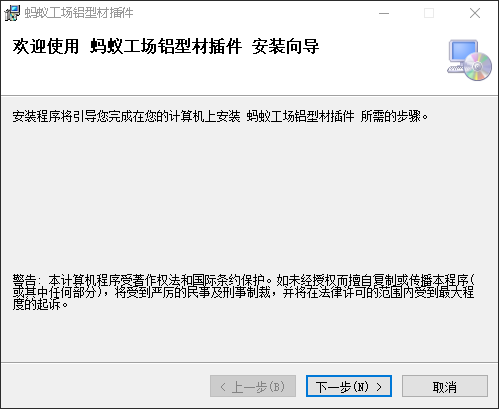 蚂蚁工场铝型材插件
欢迎使用 蚂蚁工场铝型材插件 安装向导
安装程序将引导您完成在您的计算机上安装 蚂蚁工场铝型材插件 所需的步骤。
警告: 本计算机程序受著作权法和国际条约保护。如未经授权而擅自复制或传播本程序(
或其中任何部分)，将受到严厉的民事及刑事制裁，并将在法律许可的范围内受到最大程
度的起诉。
< 上一步(B)
下一步(N) >
取消